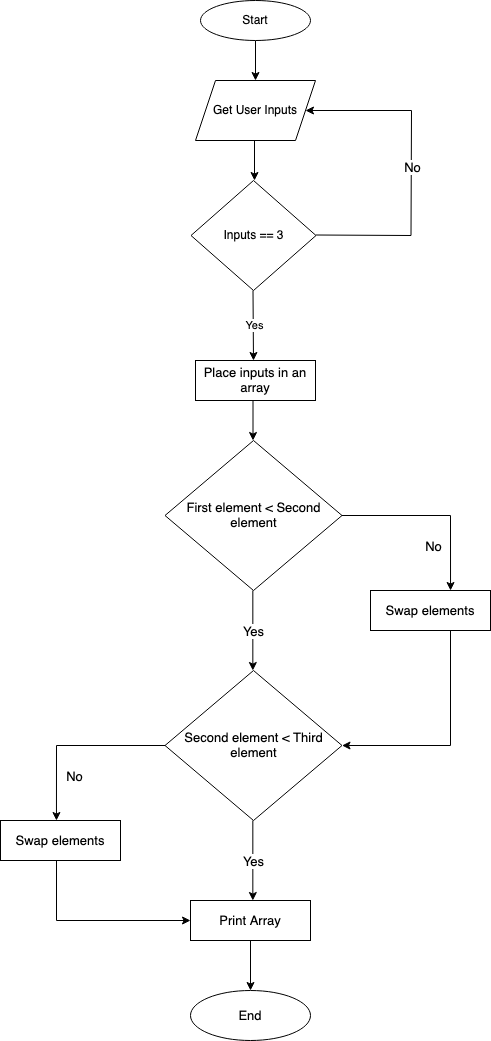 Start
Get User Inputs
No
Inputs == 3
Yes
Place inputs in an
array
First element < Second
element
No
Swap elements
Yes
Second element < Third
element
No
Swap elements
Yes
Print Array
End